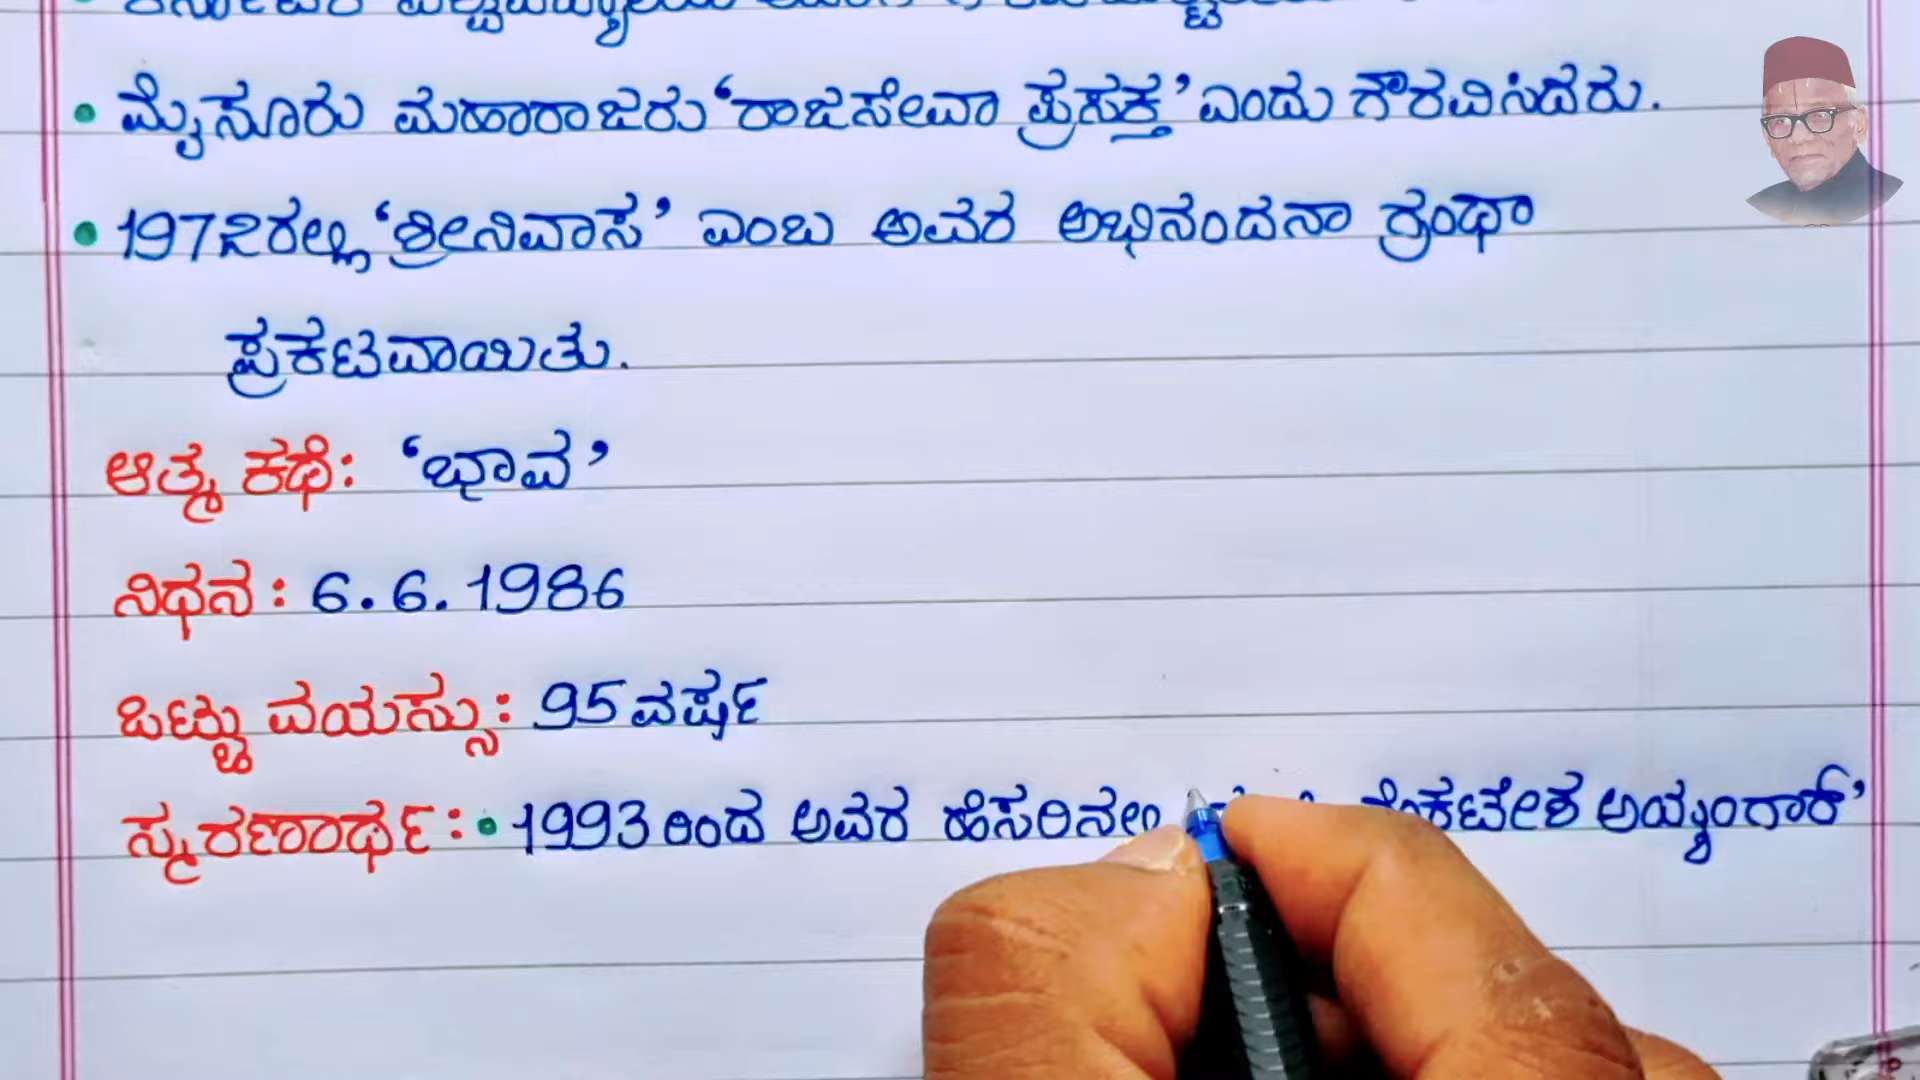 • ಮೈಸೂರು ಮಹಾರಾಜರು ‘ರಾಜಸೇವಾ ಪ್ರಸಕ್ತ’ ಎಂದು ಗೌರವಿಸಿದರು.
• 1972ರಲ್ಲಿ ‘ಶ್ರೀನಿವಾಸ’ ಎಂಬ ಅವರ ಅಭಿನಂದನಾ ಗ್ರಂಥಾ
ಪ್ರಕಟವಾಯಿತು.
ಆತ್ಮ ಕಥೆ: ‘ಭಾವ’
ನಿಧನ: 6.6.1986
ಒಟ್ಟು ವಯಸ್ಸು: 95 ವರ್ಷ
ಸ್ಮರಣಾರ್ಥ: • 1993 ರಿಂದ ಅವರ ಹೆಸರಿನಲ್ಲಿ ವೆಂಕಟೇಶ ಅಯ್ಯಂಗಾರ್’